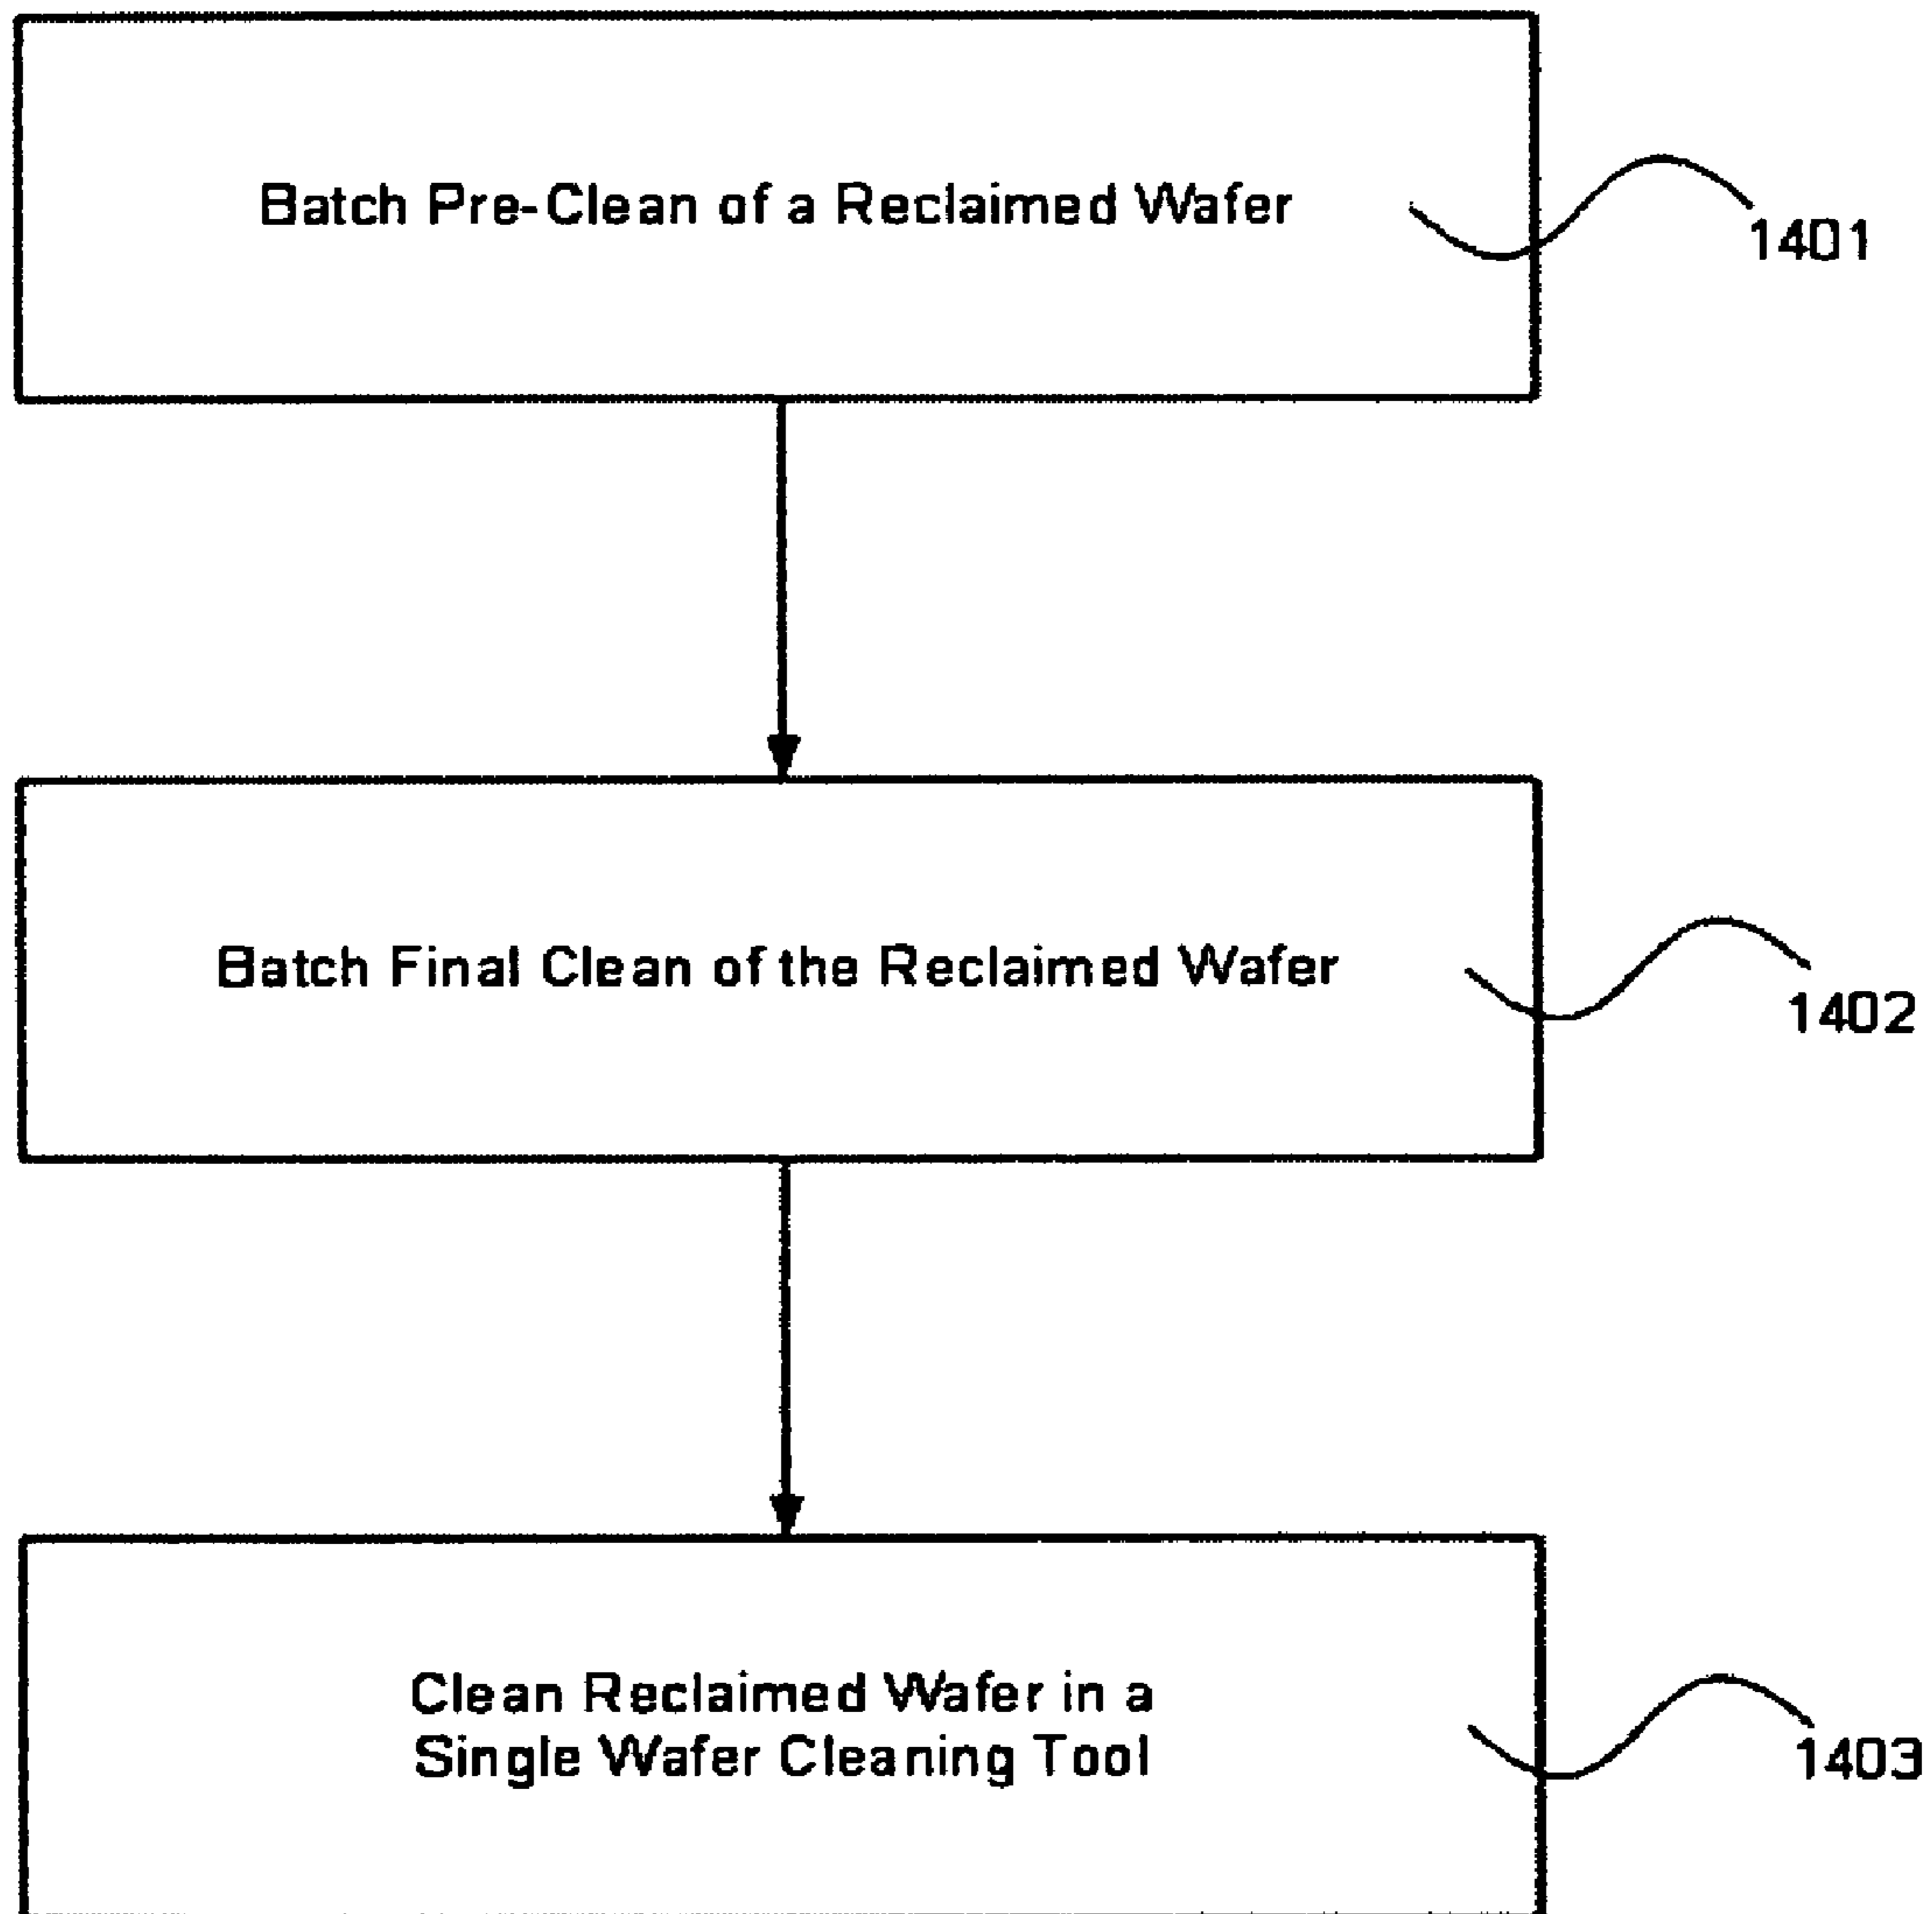 Batch Pre-Clean of a Reclaimed Wafer
1401
Batch Final Clean of the Reclaimed Wafer
1402
Clean Reclaimed Wafer in a
Single Wafer Cleaning Tool
1403